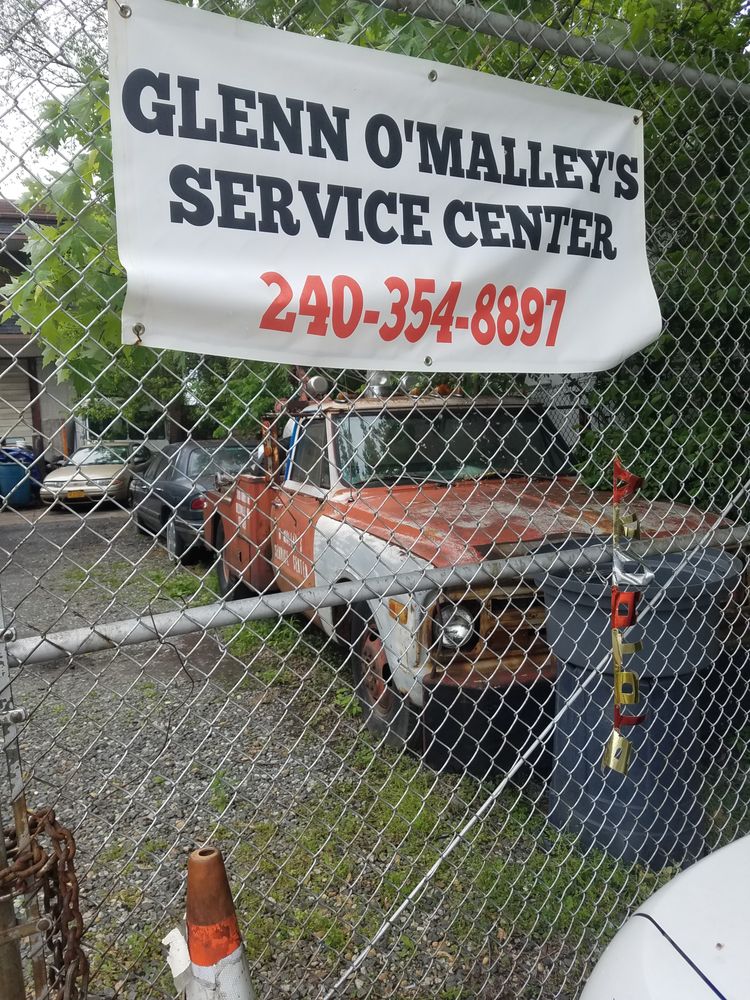 GLENN O'MALLEY'S
SERVICE CENTER
240-354-8897